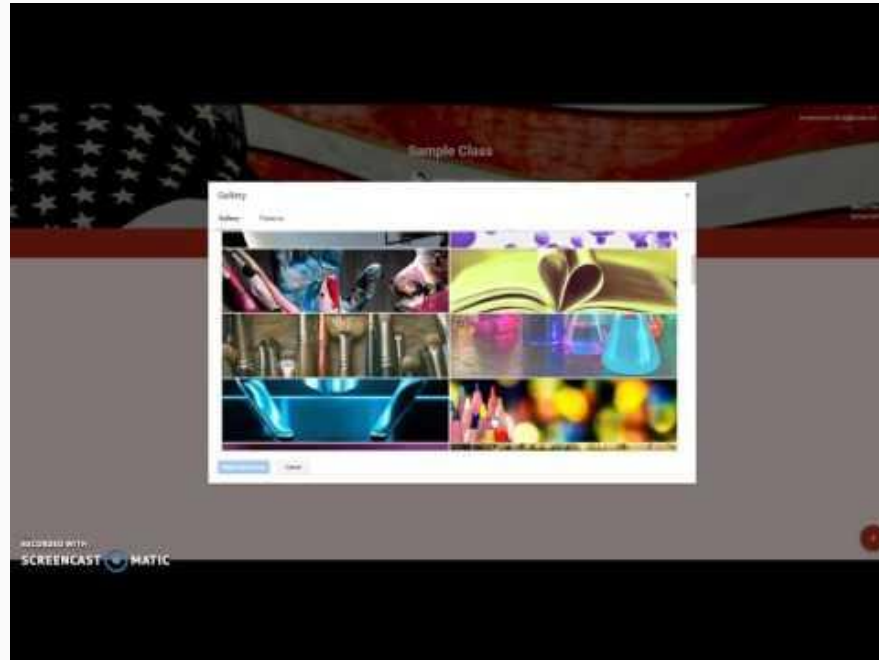 Sample Class
Gallery
Gallery
Patterns
Cancel
RECORDED WITH
SCREENCAST MATIC